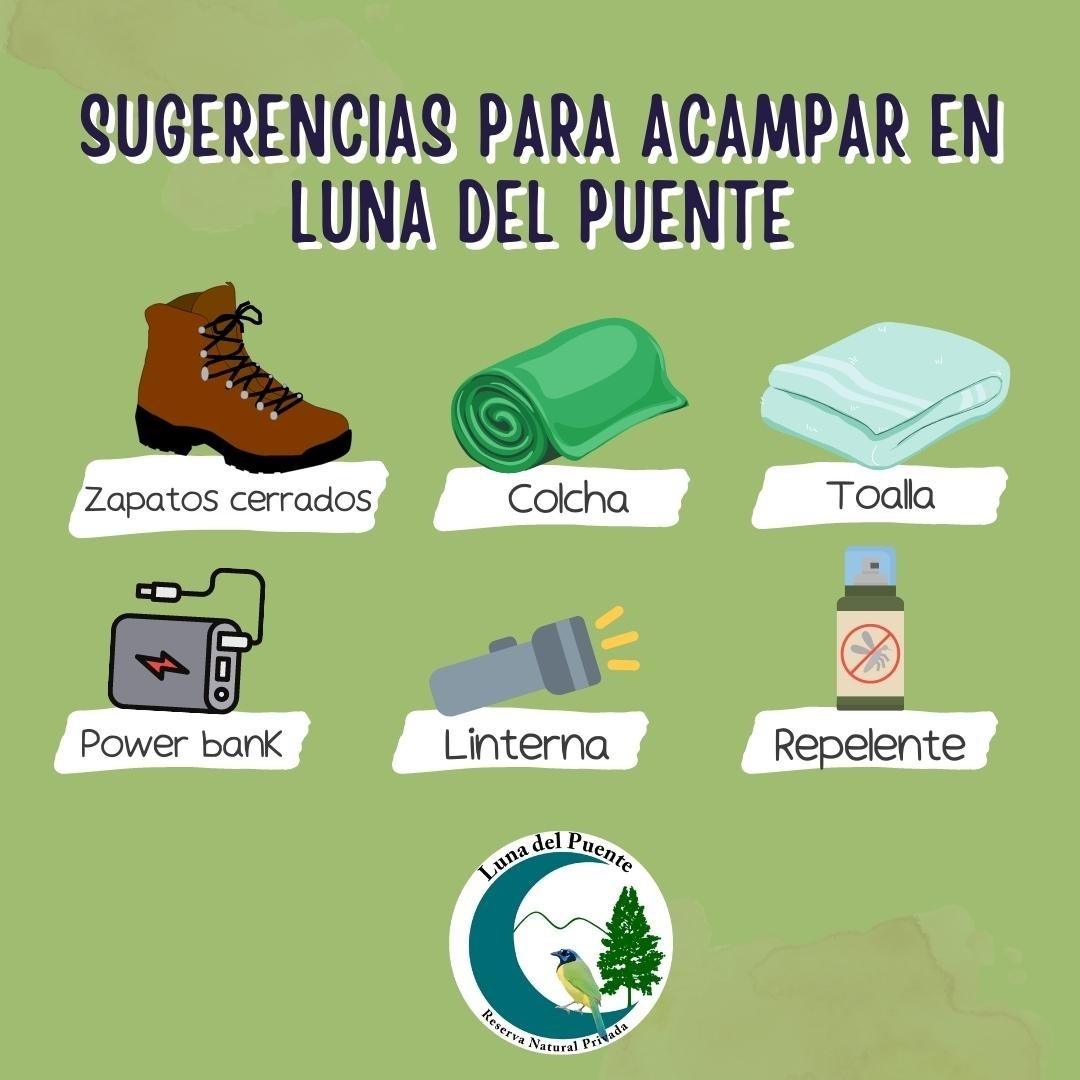 SUGERENCIAS PARA ACAMPAR EN
LUNA DEL PUENTE
Zapatos cerrados
Colcha
Toalla
Power bank
Linterna
Repelente
Luna del Puente
Reserva Natural Privada